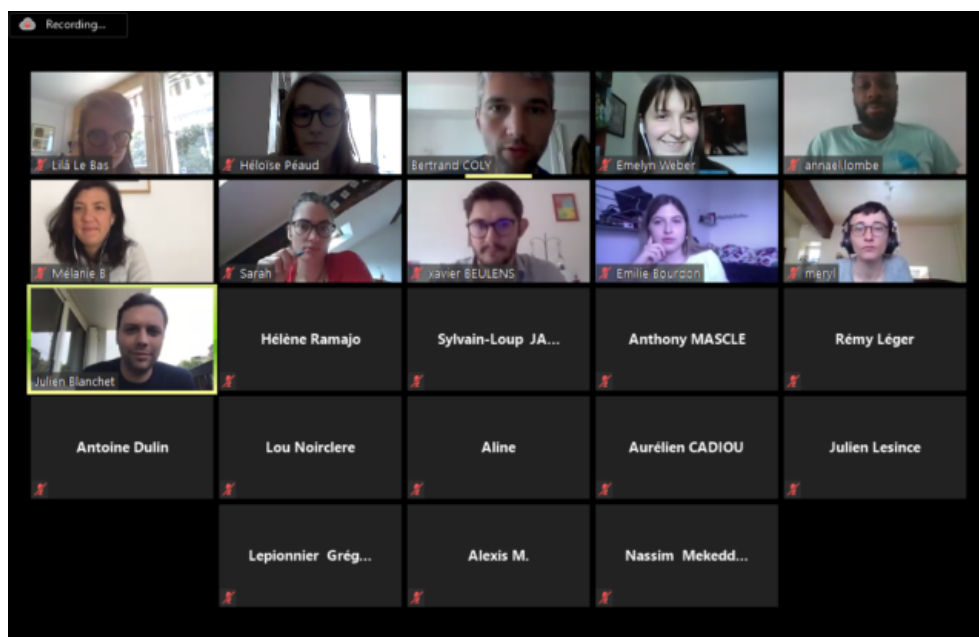 Recording...
Lila Le Bas
Héloïse Péaud
Bertrand COLY
Emelyn Weber
annael.lombe
Mélanie B
Sarah
xavier BEULENS
Emilie Bourdon
meryl
Julien Blanchet
Hélène Ramajo
Sylvain-Loup JA...
Anthony MASCLE
Rémy Léger
Antoine Dulin
Lou Noirclere
Aline
Aurélien CADIOU
Julien Lesince
Lepionnier Grég...
Alexis M.
Nassim Mekedd...